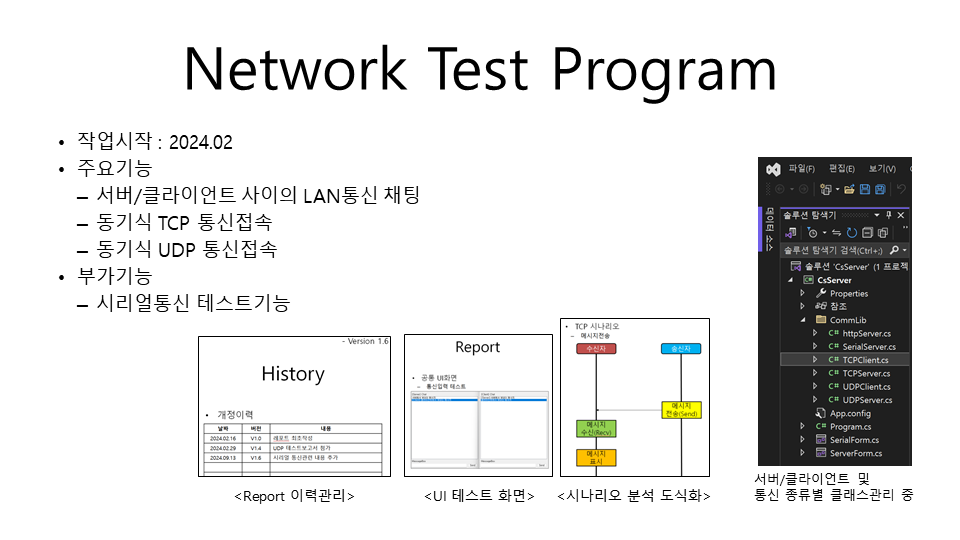 Network Test Program
• 작업시작 : 2024.02
• 주요기능
– 서버/클라이언트 사이의 LAN통신 채팅
– 동기식 TCP 통신접속
– 동기식 UDP 통신접속
• 부가기능
– 시리얼통신 테스트기능
- Version 1.6
History
• 개정이력
날짜 버전 내용
2024.02.16 V1.0 레포트 최초작성
2024.02.29 V1.4 UDP 테스트보고서 첨가
2024.09.13 V1.6 시리얼 통신관련 내용 추가
<Report 이력관리>
Report
• 공통 UI화면
– 통신입력 테스트
<UI 테스트 화면>
• TCP 시나리오
– 메시지전송
수신자 송신자
메시지
전송(Send)
메시지
수신(Recv)
메시지
표시
<시나리오 분석 도식화>
파일(F) 편집(E) 보기(V)
데이터 소스
솔루션 탐색기
솔루션 탐색기 검색(Ctrl+;)
솔루션 'CsServer' (1 프로젝
CsServer
Properties
참조
CommLib
C# httpServer.cs
C# SerialServer.cs
C# TCPClient.cs
C# TCPServer.cs
C# UDPClient.cs
C# UDPServer.cs
App.config
C# Program.cs
SerialForm.cs
ServerForm.cs
서버/클라이언트 및
통신 종류별 클래스관리 중